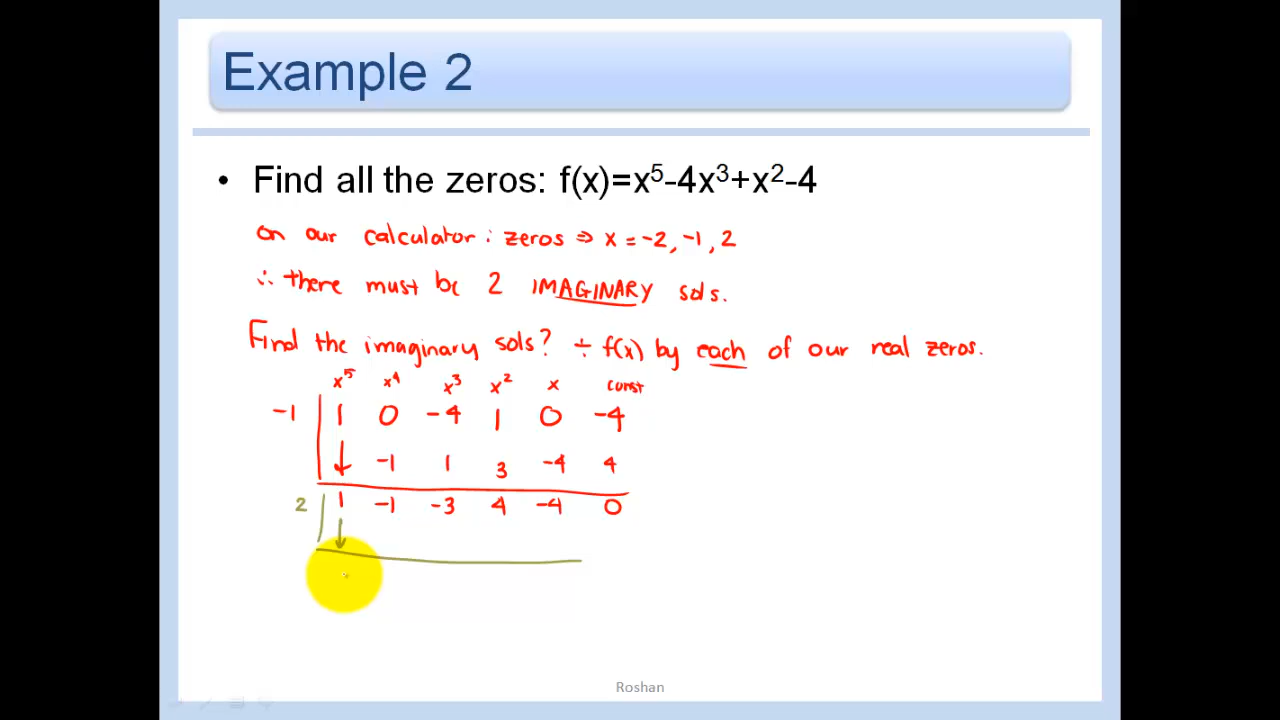 Example 2
• Find all the zeros: f(x)=x⁵-4x³+x²-4
on our calculator: zeros ⇒ x = -2, -1, 2
∴ there must be 2 IMAGINARY sols.
Find the imaginary sols? ÷ f(x) by each of our real zeros.
x⁵ x⁴ x³ x² x const
-1 | 1 0 -4 1 0 -4
↓ -1 1 3 -4 4
2 | 1 -1 -3 4 -4 0
↓
Roshan